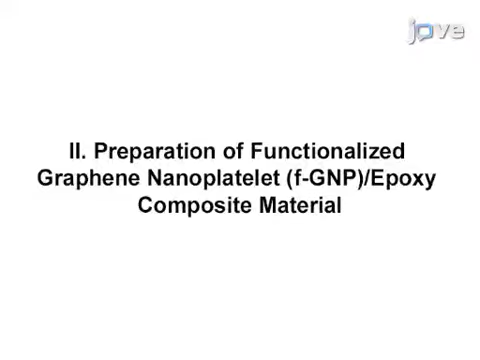 jove
II. Preparation of Functionalized
Graphene Nanoplatelet (f-GNP)/Epoxy
Composite Material